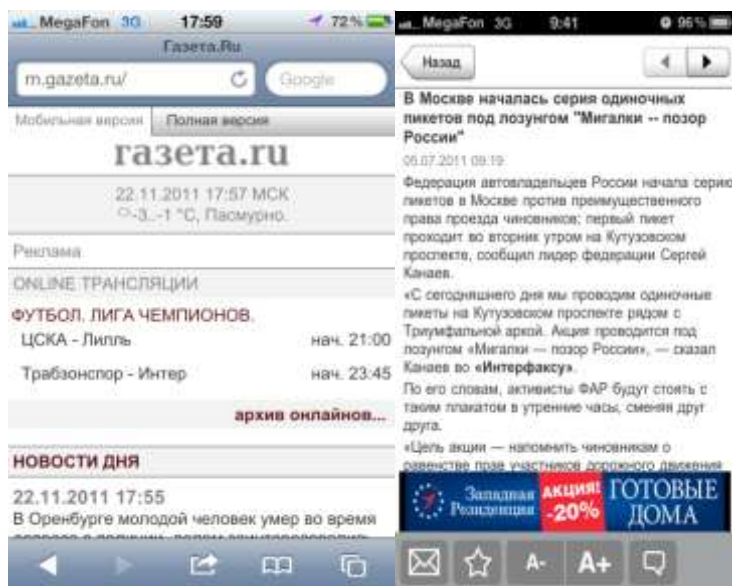 MegaFon 3G 17:59 72%
Газета.Ru
m.gazeta.ru/
Google
Мобильная версия Полная версия
газета.ru
22.11.2011 17:57 МСК
-3..-1 °C, Пасмурно.
Реклама
ONLINE ТРАНСЛЯЦИИ
ФУТБОЛ. ЛИГА ЧЕМПИОНОВ.
ЦСКА - Лилль нач. 21:00
Трабзонспор - Интер нач. 23:45
архив онлайнов...
НОВОСТИ ДНЯ
22.11.2011 17:55
В Оренбурге молодой человек умер во время
MegaFon 3G 9:41 96%
Назад
В Москве началась серия одиночных
пикетов под лозунгом "Мигалки -- позор
России"
05.07.2011 09:19
Федерация автовладельцев России начала серию
пикетов в Москве против преимущественного
права проезда чиновников; первый пикет
проходит во вторник утром на Кутузовском
проспекте, сообщил лидер федерации Сергей
Канаев.
«С сегодняшнего дня мы проводим одиночные
пикеты на Кутузовском проспекте рядом с
Триумфальной аркой. Акция проводится под
лозунгом «Мигалки — позор России», — сказал
Канаев во «Интерфаксу».
По его словам, активисты ФАР будут стоять с
таким плакатом в утренние часы, сменяя друг
друга.
«Цель акции — напомнить чиновникам о
равенстве прав участников дорожного движения
Западная
Резиденция
АКЦИЯ!
-20%
ГОТОВЫЕ
ДОМА
A- A+